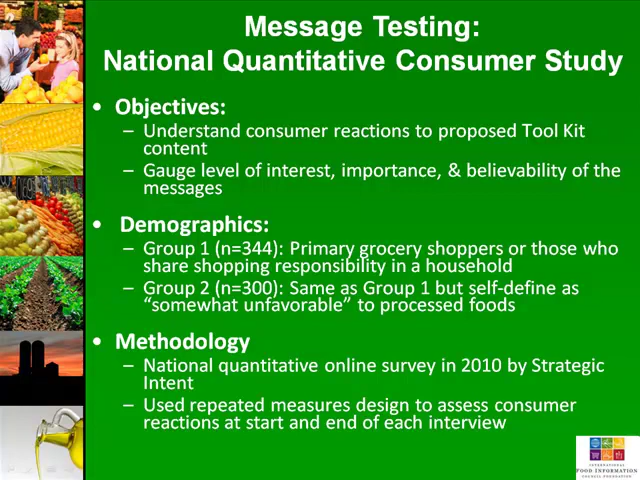 Message Testing:
National Quantitative Consumer Study
• Objectives:
– Understand consumer reactions to proposed Tool Kit
content
– Gauge level of interest, importance, & believability of the
messages
• Demographics:
– Group 1 (n=344): Primary grocery shoppers or those who
share shopping responsibility in a household
– Group 2 (n=300): Same as Group 1 but self-define as
“somewhat unfavorable” to processed foods
• Methodology
– National quantitative online survey in 2010 by Strategic
Intent
– Used repeated measures design to assess consumer
reactions at start and end of each interview
INTERNATIONAL
FOOD INFORMATION
COUNCIL FOUNDATION